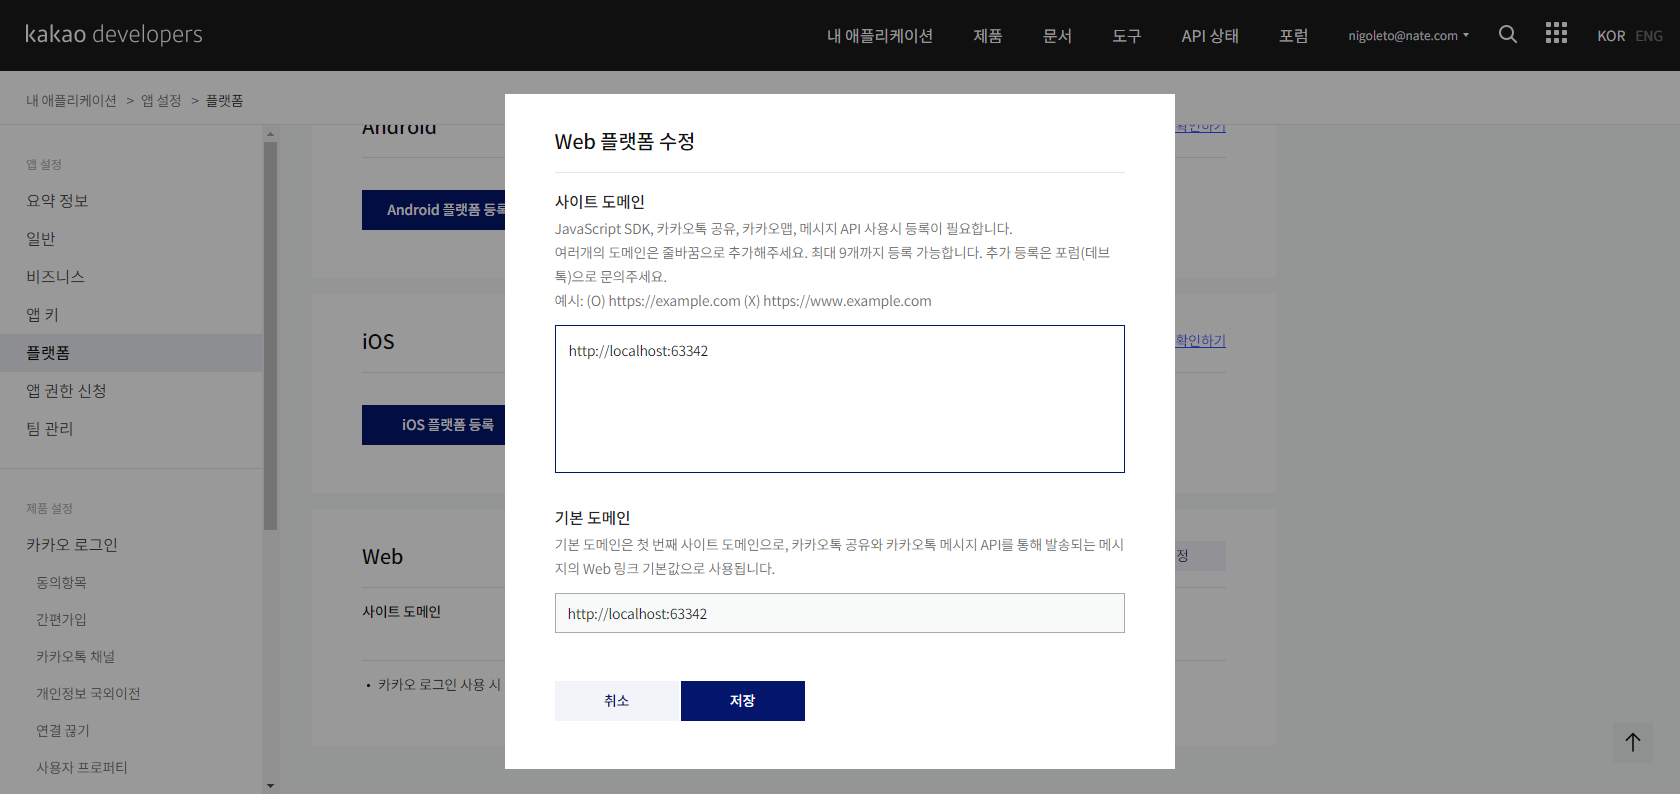 kakao developers
내 애플리케이션
제품
문서
도구
API 상태
포럼
nigoleto@nate.com
KOR ENG
내 애플리케이션 > 앱 설정 > 플랫폼
앱 설정
요약 정보
일반
비즈니스
앱 키
플랫폼
앱 권한 신청
팀 관리
제품 설정
카카오 로그인
동의항목
간편가입
카카오톡 채널
개인정보 국외이전
연결 끊기
사용자 프로퍼티
Android
확인하기
Android 플랫폼 등록
iOS
확인하기
iOS 플랫폼 등록
Web
정
사이트 도메인
• 카카오 로그인 사용 시
Web 플랫폼 수정
사이트 도메인
JavaScript SDK, 카카오톡 공유, 카카오맵, 메시지 API 사용시 등록이 필요합니다.
여러개의 도메인은 줄바꿈으로 추가해주세요. 최대 9개까지 등록 가능합니다. 추가 등록은 포럼(데브
톡)으로 문의주세요.
예시: (O) https://example.com (X) https://www.example.com
http://localhost:63342
기본 도메인
기본 도메인은 첫 번째 사이트 도메인으로, 카카오톡 공유와 카카오톡 메시지 API를 통해 발송되는 메시
지의 Web 링크 기본값으로 사용됩니다.
http://localhost:63342
취소
저장